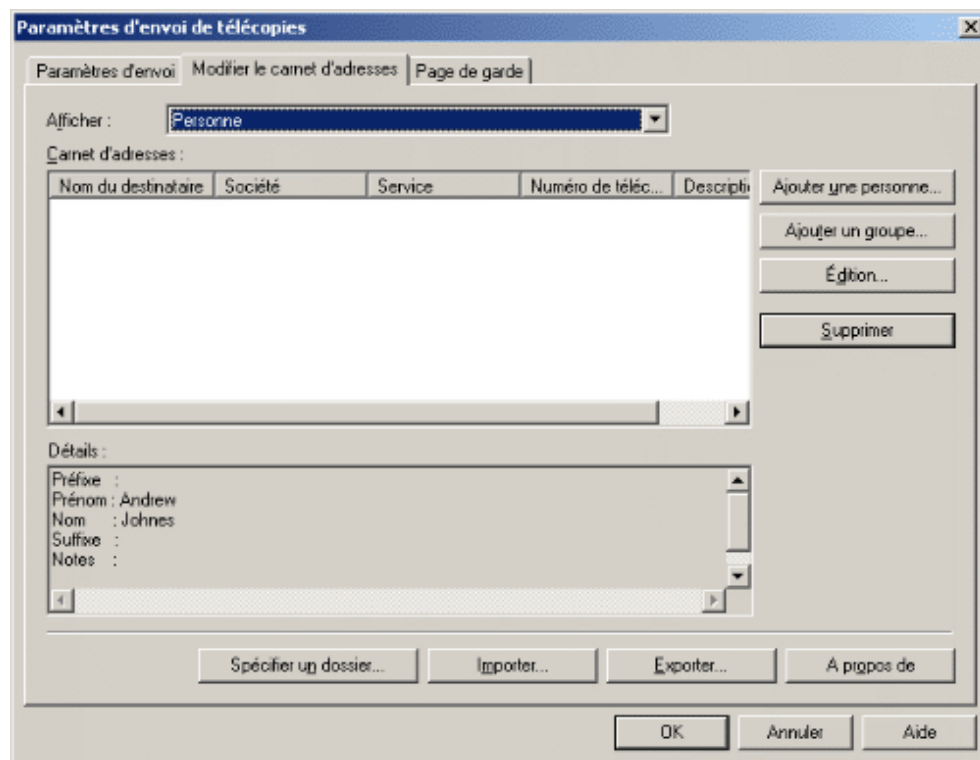 Paramètres d'envoi de télécopies
Paramètres d'envoi Modifier le carnet d'adresses Page de garde
Afficher : Personne
Carnet d'adresses :
Nom du destinataire Société Service Numéro de téléc... Descripti
Ajouter une personne...
Ajouter un groupe...
Édition...
Supprimer
Détails :
Préfixe :
Prénom : Andrew
Nom : Johnes
Suffixe :
Notes :
Spécifier un dossier... Importer... Exporter... A propos de
OK Annuler Aide